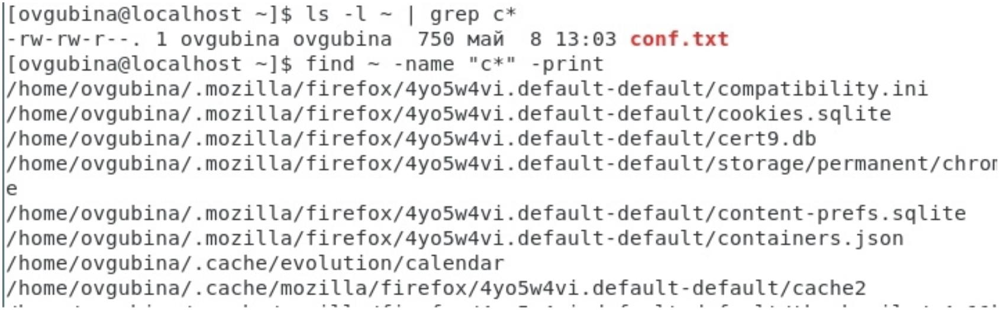 [ovgubina@localhost ~]$ ls -l ~ | grep c*
-rw-rw-r--. 1 ovgubina ovgubina  750 май  8 13:03 conf.txt
[ovgubina@localhost ~]$ find ~ -name "c*" -print
/home/ovgubina/.mozilla/firefox/4yo5w4vi.default-default/compatibility.ini
/home/ovgubina/.mozilla/firefox/4yo5w4vi.default-default/cookies.sqlite
/home/ovgubina/.mozilla/firefox/4yo5w4vi.default-default/cert9.db
/home/ovgubina/.mozilla/firefox/4yo5w4vi.default-default/storage/permanent/chrom
e
/home/ovgubina/.mozilla/firefox/4yo5w4vi.default-default/content-prefs.sqlite
/home/ovgubina/.mozilla/firefox/4yo5w4vi.default-default/containers.json
/home/ovgubina/.cache/evolution/calendar
/home/ovgubina/.cache/mozilla/firefox/4yo5w4vi.default-default/cache2